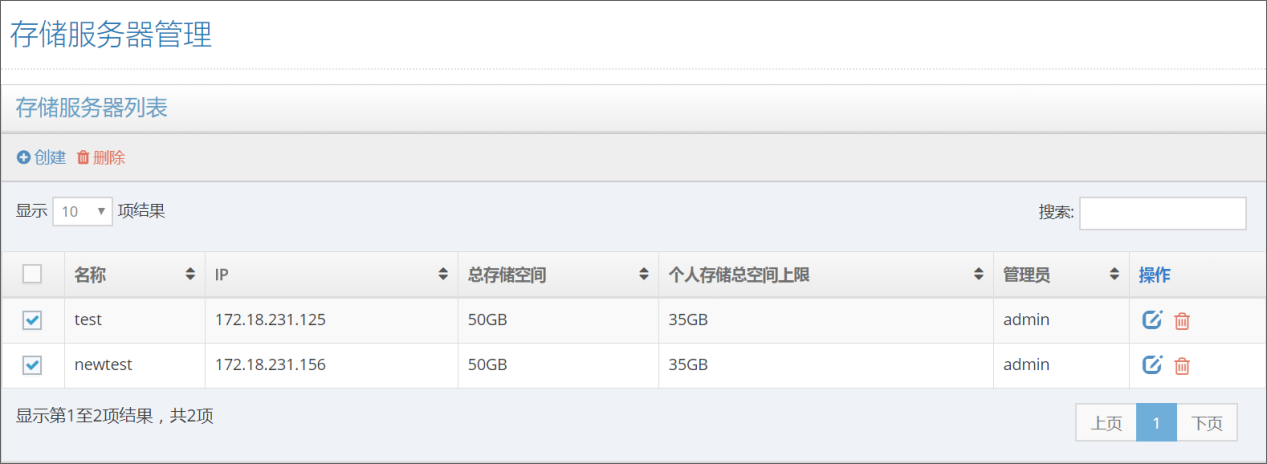 存储服务器管理
存储服务器列表
创建 删除
显示 10 项结果 搜索:
名称 IP 总存储空间 个人存储总空间上限 管理员 操作
test 172.18.231.125 50GB 35GB admin
newtest 172.18.231.156 50GB 35GB admin
显示第1至2项结果，共2项 上页 1 下页